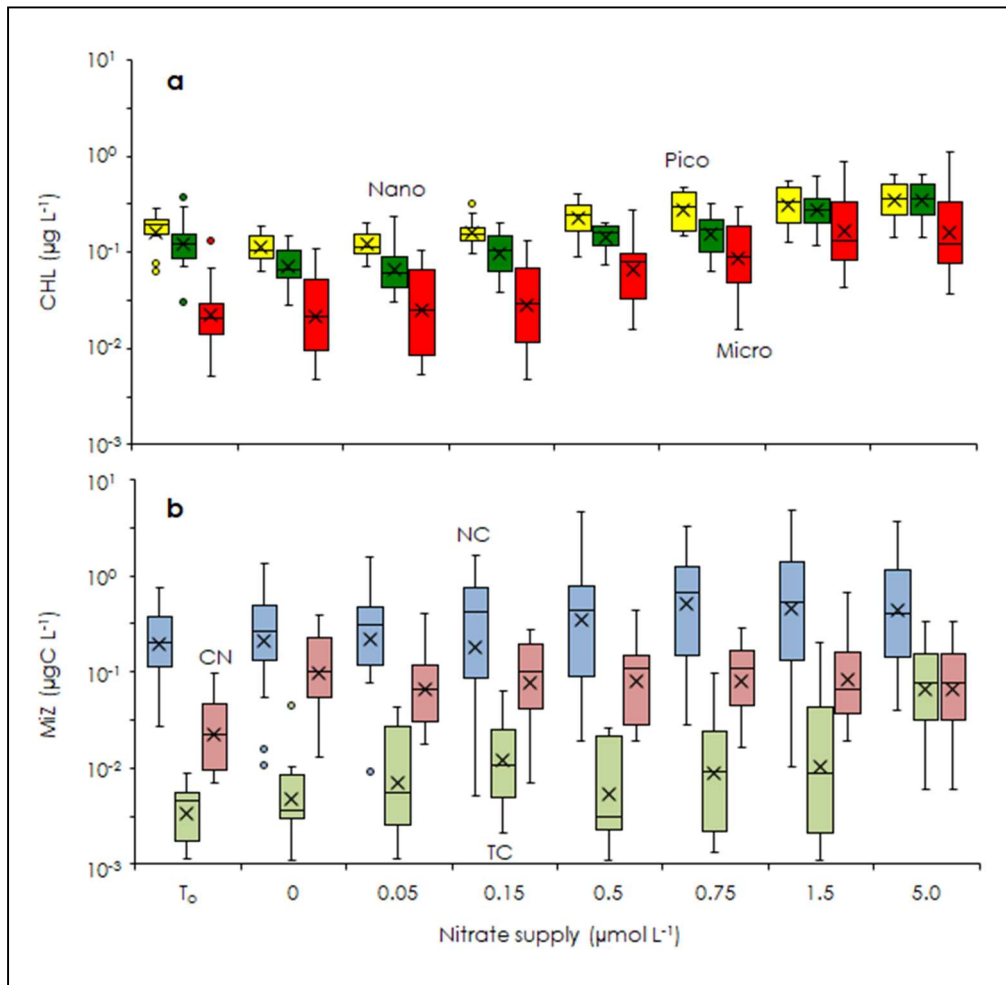 10¹
a
10⁰
Pico
Nano
CHL (µg L⁻¹)
10⁻¹
Micro
10⁻²
10⁻³
10¹
b
NC
10⁰
CN
MiZ (µgC L⁻¹)
10⁻¹
10⁻²
TC
10⁻³
T₀ 0 0.05 0.15 0.5 0.75 1.5 5.0
Nitrate supply (µmol L⁻¹)